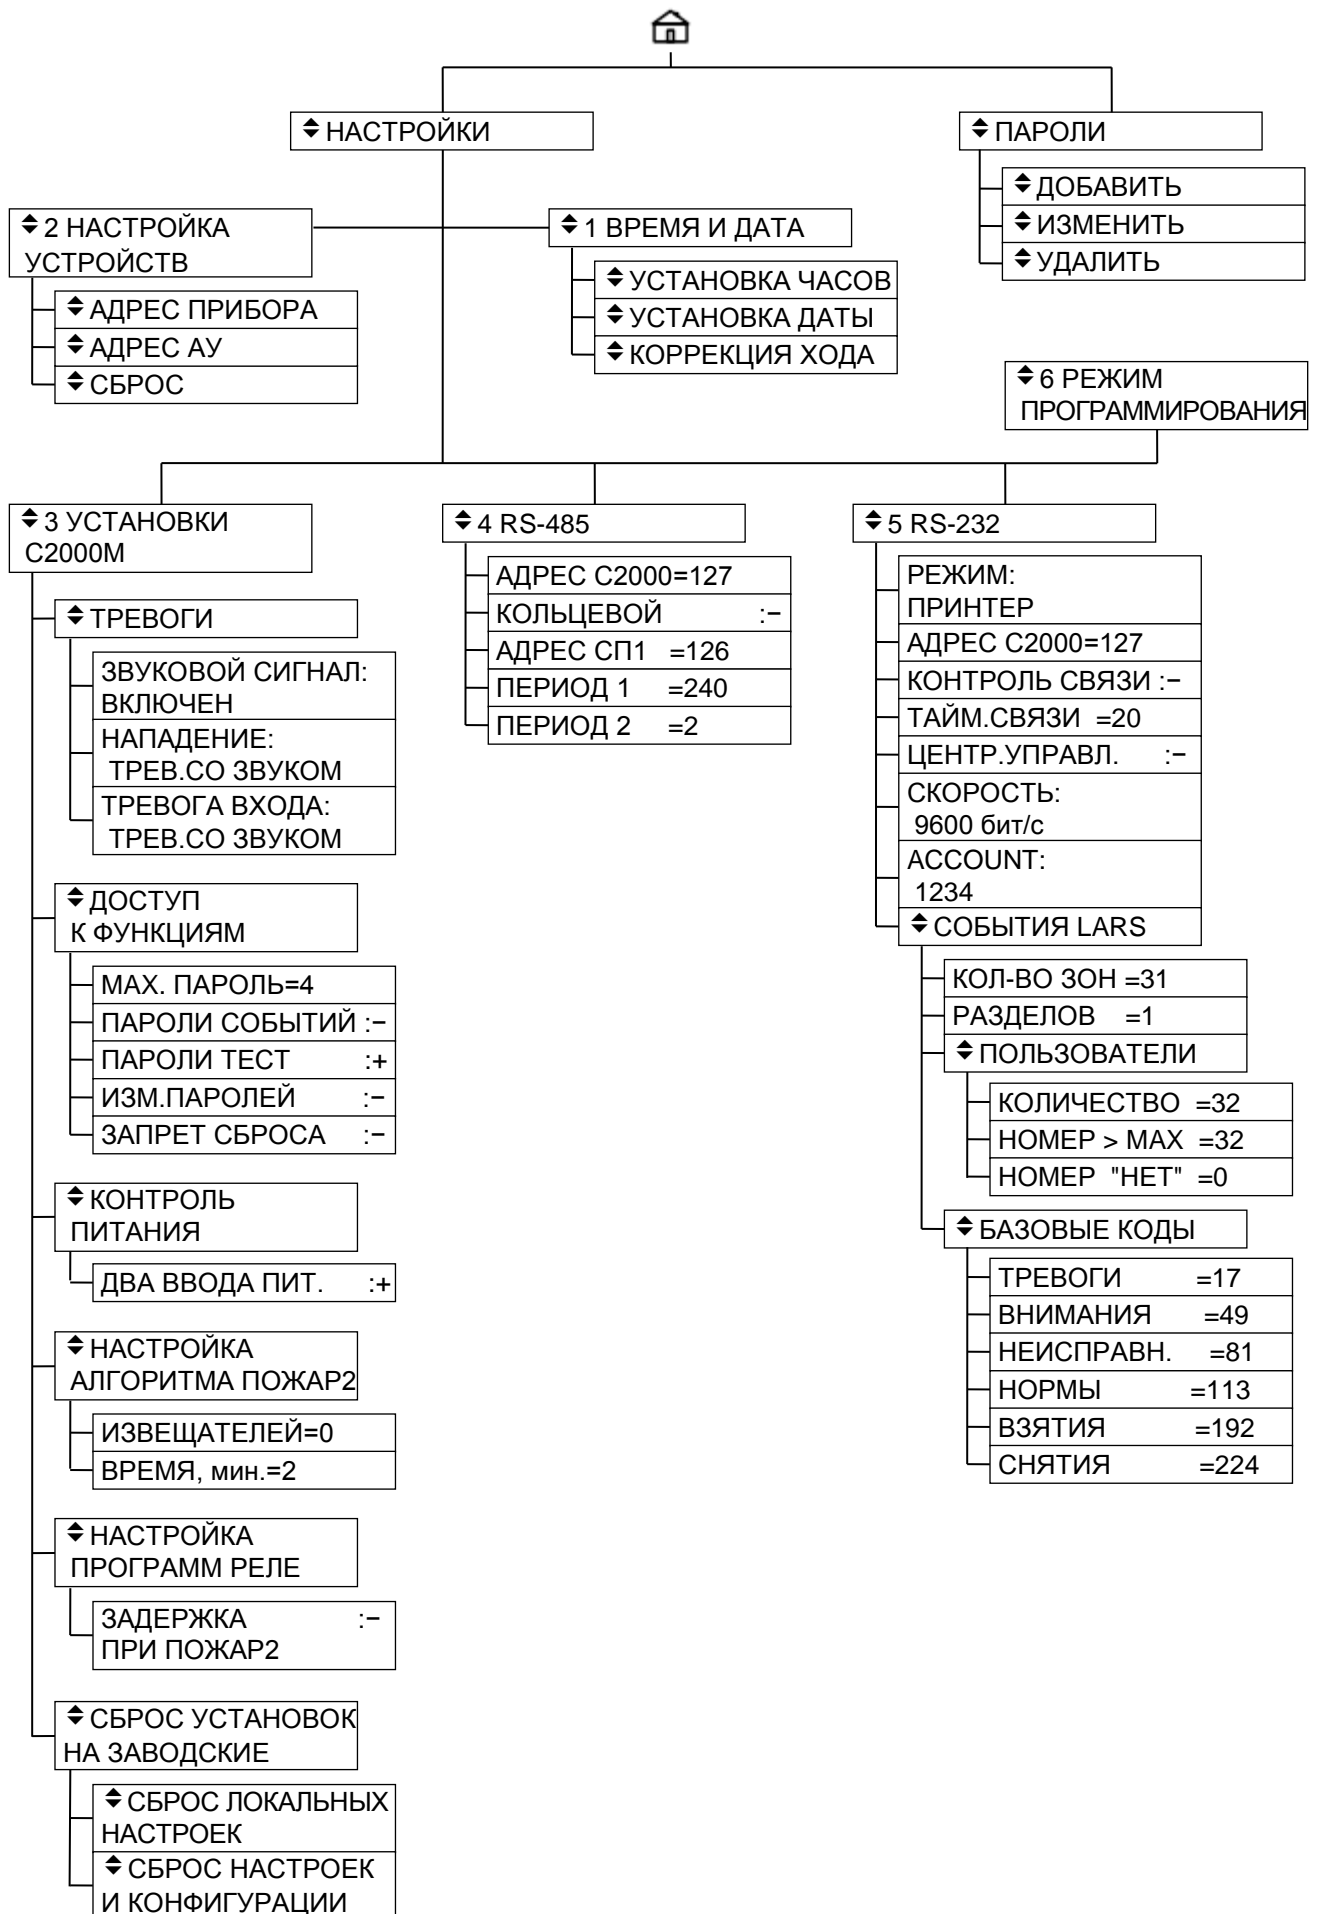 НАСТРОЙКИ
ПАРОЛИ
ДОБАВИТЬ
ИЗМЕНИТЬ
УДАЛИТЬ
2 НАСТРОЙКА
УСТРОЙСТВ
АДРЕС ПРИБОРА
АДРЕС АУ
СБРОС
1 ВРЕМЯ И ДАТА
УСТАНОВКА ЧАСОВ
УСТАНОВКА ДАТЫ
КОРРЕКЦИЯ ХОДА
6 РЕЖИМ
ПРОГРАММИРОВАНИЯ
3 УСТАНОВКИ
С2000М
ТРЕВОГИ
ЗВУКОВОЙ СИГНАЛ:
ВКЛЮЧЕН
НАПАДЕНИЕ:
ТРЕВ.СО ЗВУКОМ
ТРЕВОГА ВХОДА:
ТРЕВ.СО ЗВУКОМ
ДОСТУП
К ФУНКЦИЯМ
МАХ. ПАРОЛЬ=4
ПАРОЛИ СОБЫТИЙ :−
ПАРОЛИ ТЕСТ :+
ИЗМ.ПАРОЛЕЙ :−
ЗАПРЕТ СБРОСА :−
КОНТРОЛЬ
ПИТАНИЯ
ДВА ВВОДА ПИТ. :+
НАСТРОЙКА
АЛГОРИТМА ПОЖАР2
ИЗВЕЩАТЕЛЕЙ=0
ВРЕМЯ, мин.=2
НАСТРОЙКА
ПРОГРАММ РЕЛЕ
ЗАДЕРЖКА :−
ПРИ ПОЖАР2
СБРОС УСТАНОВОК
НА ЗАВОДСКИЕ
СБРОС ЛОКАЛЬНЫХ
НАСТРОЕК
СБРОС НАСТРОЕК
И КОНФИГУРАЦИИ
4 RS-485
АДРЕС С2000=127
КОЛЬЦЕВОЙ :−
АДРЕС СП1 =126
ПЕРИОД 1 =240
ПЕРИОД 2 =2
5 RS-232
РЕЖИМ:
ПРИНТЕР
АДРЕС С2000=127
КОНТРОЛЬ СВЯЗИ :−
ТАЙМ.СВЯЗИ =20
ЦЕНТР.УПРАВЛ. :−
СКОРОСТЬ:
9600 бит/с
ACCOUNT:
1234
СОБЫТИЯ LARS
КОЛ-ВО ЗОН =31
РАЗДЕЛОВ =1
ПОЛЬЗОВАТЕЛИ
КОЛИЧЕСТВО =32
НОМЕР > МАХ =32
НОМЕР "НЕТ" =0
БАЗОВЫЕ КОДЫ
ТРЕВОГИ =17
ВНИМАНИЯ =49
НЕИСПРАВН. =81
НОРМЫ =113
ВЗЯТИЯ =192
СНЯТИЯ =224